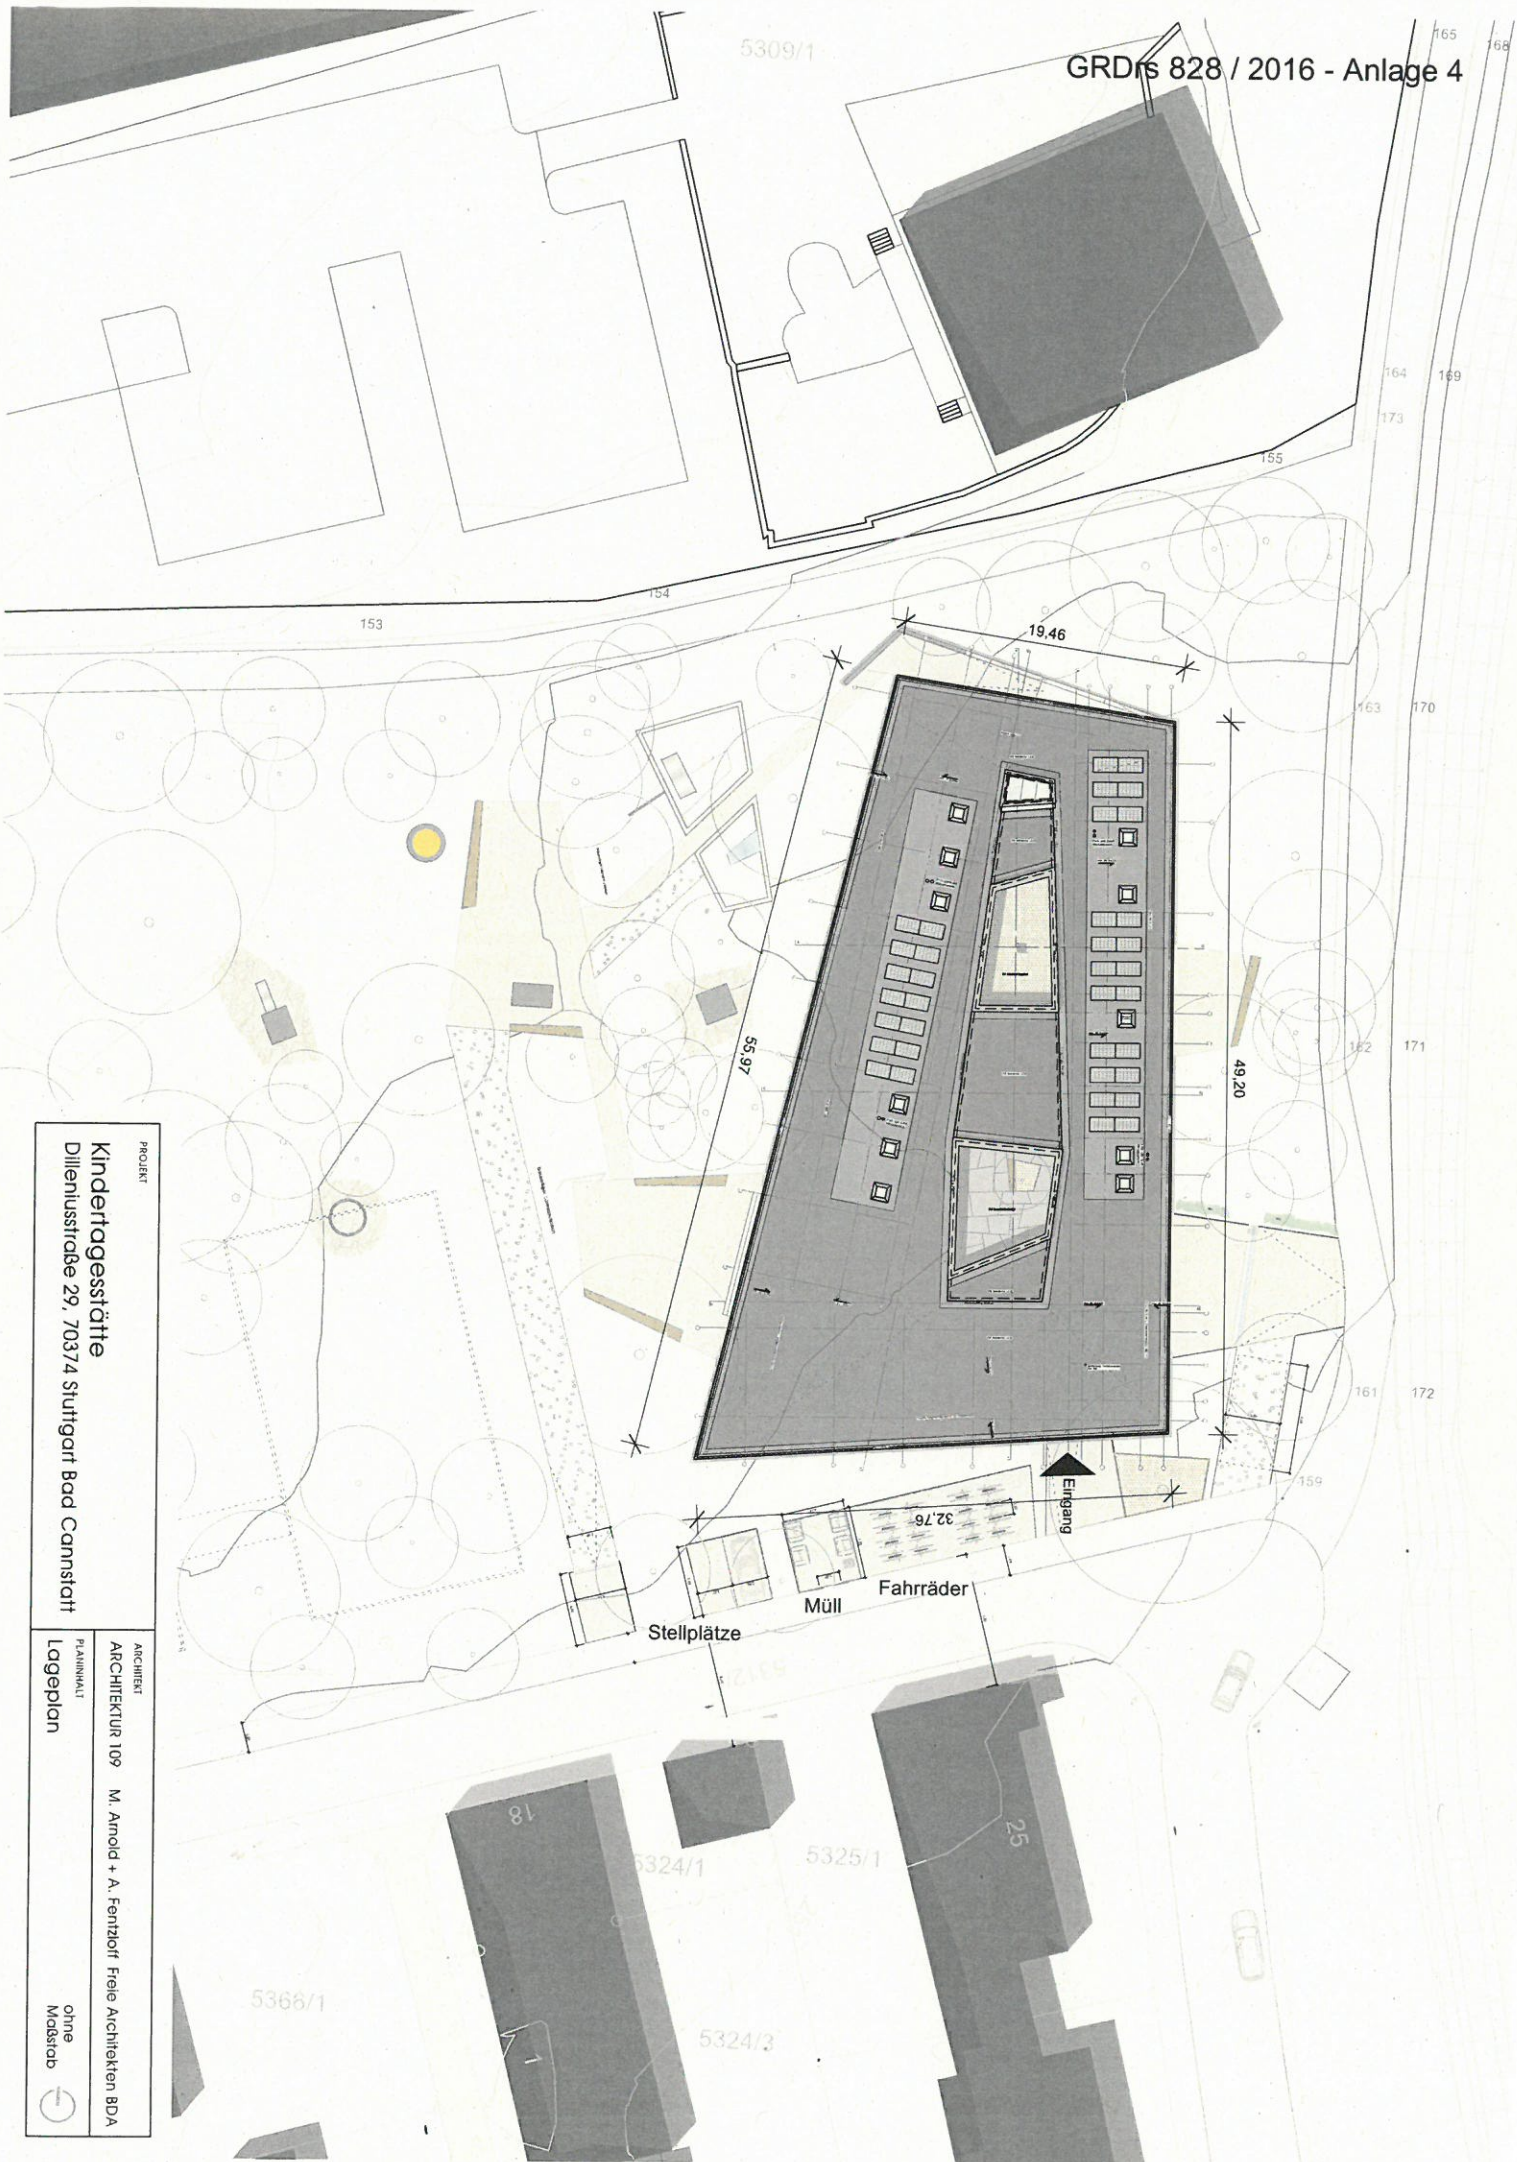 GRDrs 828 / 2016 - Anlage 4
5309/1
165
168
164
169
173
155
154
153
19,46
163
170
55,97
49,20
162
171
161
172
159
32,76
Eingang
Fahrräder
Müll
Stellplätze
18
25
5324/1
5325/1
5366/1
5324/3
1
PROJEKT
Kindertagesstätte
Dilleniusstraße 29, 70374 Stuttgart Bad Cannstatt
ARCHITEKT
ARCHITEKTUR 109 M. Arnold + A. Fentzloff Freie Architekten BDA
PLANINHALT
Lageplan
ohne
Maßstab